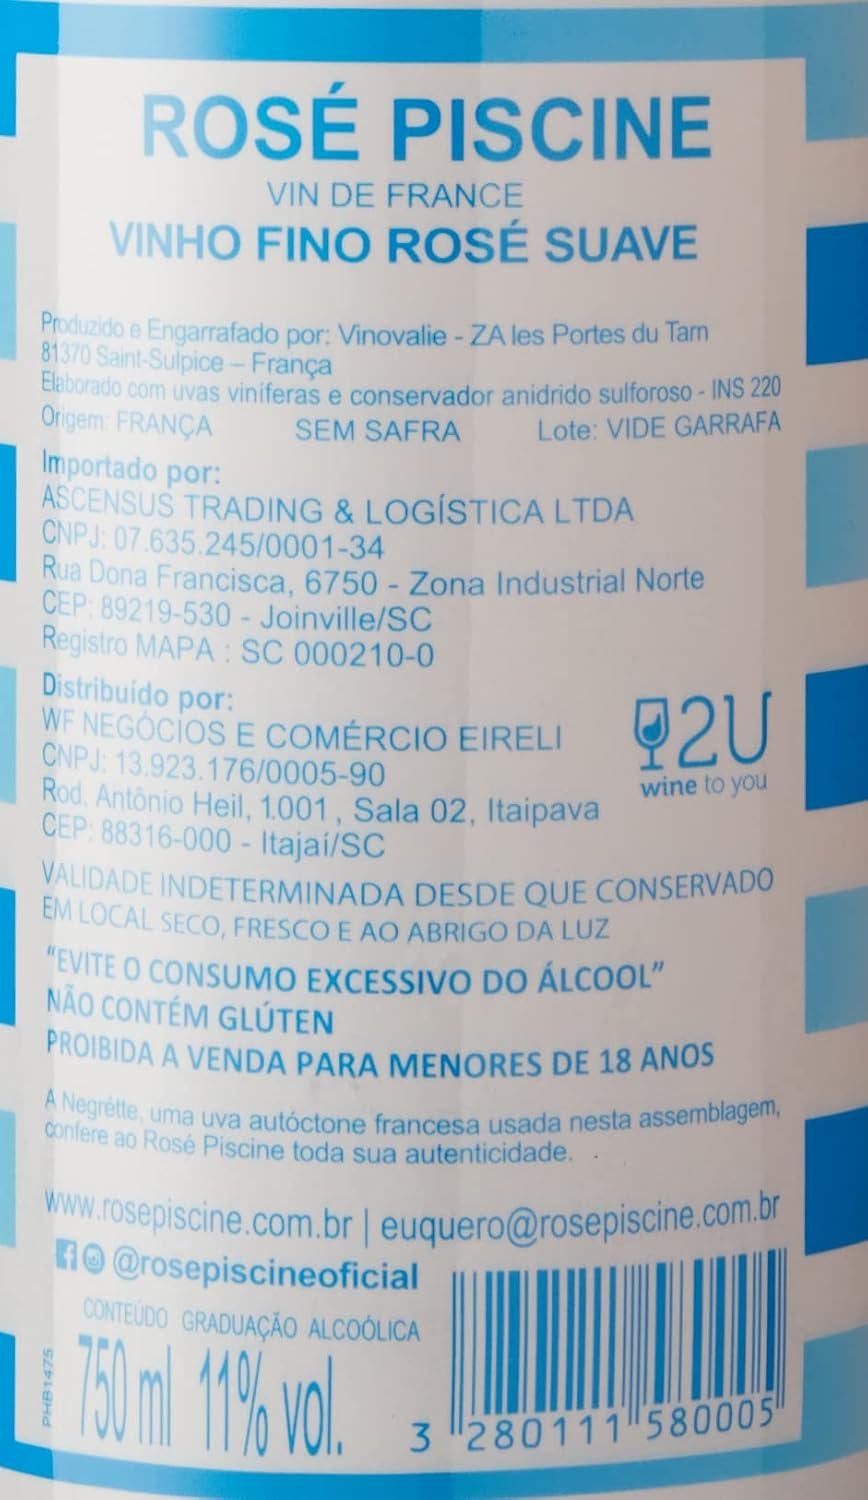 ROSÉ PISCINE
VIN DE FRANCE
VINHO FINO ROSÉ SUAVE
Produzido e Engarrafado por: Vinovalie - ZA les Portes du Tarn
81370 Saint-Sulpice – França
Elaborado com uvas viníferas e conservador anidrido sulforoso - INS 220
Origem: FRANÇA SEM SAFRA Lote: VIDE GARRAFA
Importado por:
ASCENSUS TRADING & LOGÍSTICA LTDA
CNPJ: 07.635.245/0001-34
Rua Dona Francisca, 6750 - Zona Industrial Norte
CEP: 89219-530 - Joinville/SC
Registro MAPA : SC 000210-0
Distribuído por:
WF NEGÓCIOS E COMÉRCIO EIRELI
CNPJ: 13.923.176/0005-90
Rod. Antônio Heil, 1.001 , Sala 02, Itaipava
CEP: 88316-000 - Itajaí/SC
2U
wine to you
VALIDADE INDETERMINADA DESDE QUE CONSERVADO
EM LOCAL SECO, FRESCO E AO ABRIGO DA LUZ
"EVITE O CONSUMO EXCESSIVO DO ÁLCOOL"
NÃO CONTÉM GLÚTEN
PROIBIDA A VENDA PARA MENORES DE 18 ANOS
A Negrétte, uma uva autóctone francesa usada nesta assemblagem,
confere ao Rosé Piscine toda sua autenticidade.
www.rosepiscine.com.br | euquero@rosepiscine.com.br
@rosepiscineoficial
CONTEÚDO GRADUAÇÃO ALCOÓLICA
750 ml 11% vol.
PHB1475
3 280111 580005